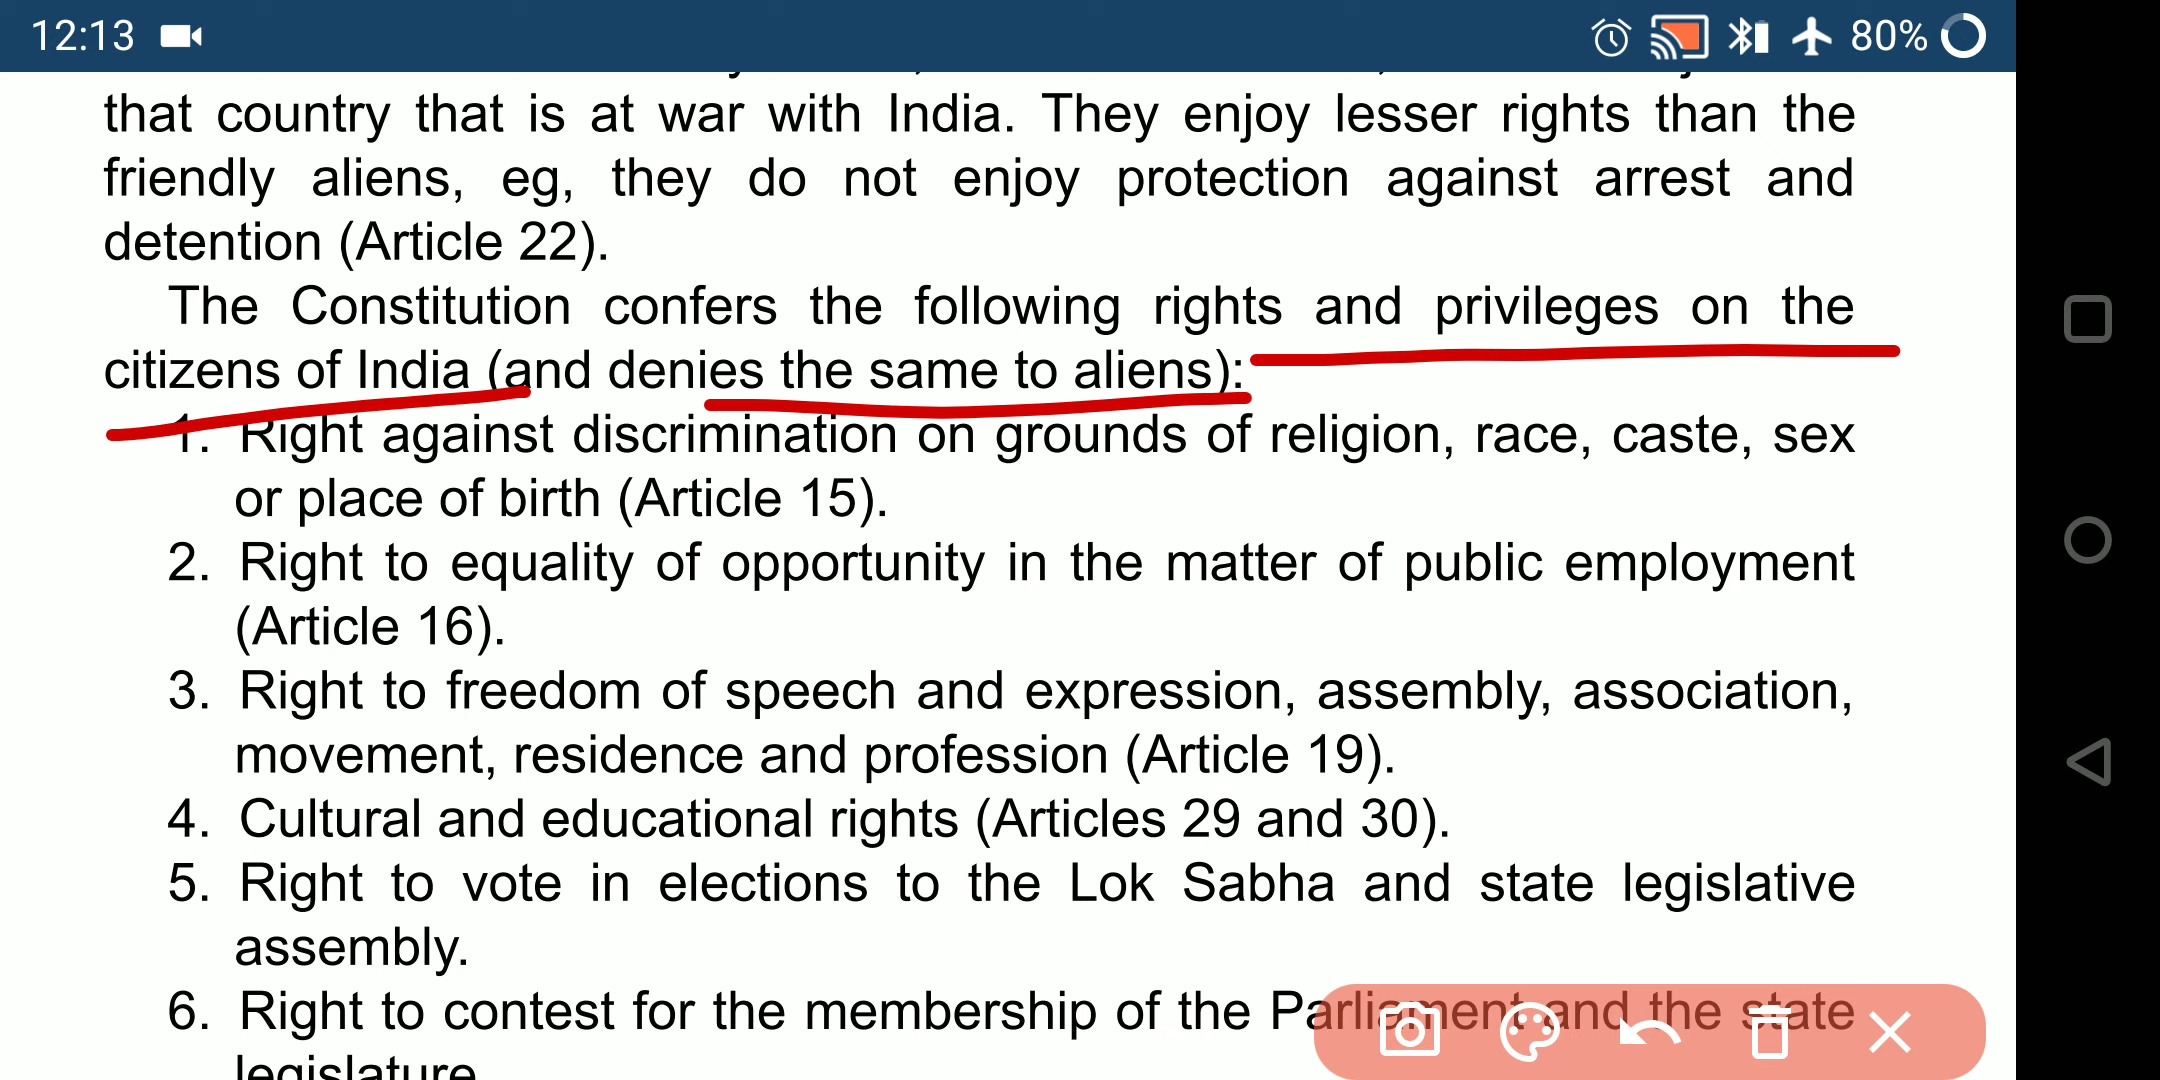 12:13
80%
that country that is at war with India. They enjoy lesser rights than the
friendly aliens, eg, they do not enjoy protection against arrest and
detention (Article 22).
The Constitution confers the following rights and privileges on the
citizens of India (and denies the same to aliens):
1. Right against discrimination on grounds of religion, race, caste, sex
or place of birth (Article 15).
2. Right to equality of opportunity in the matter of public employment
(Article 16).
3. Right to freedom of speech and expression, assembly, association,
movement, residence and profession (Article 19).
4. Cultural and educational rights (Articles 29 and 30).
5. Right to vote in elections to the Lok Sabha and state legislative
assembly.
6. Right to contest for the membership of the Parliament and the state
legislature